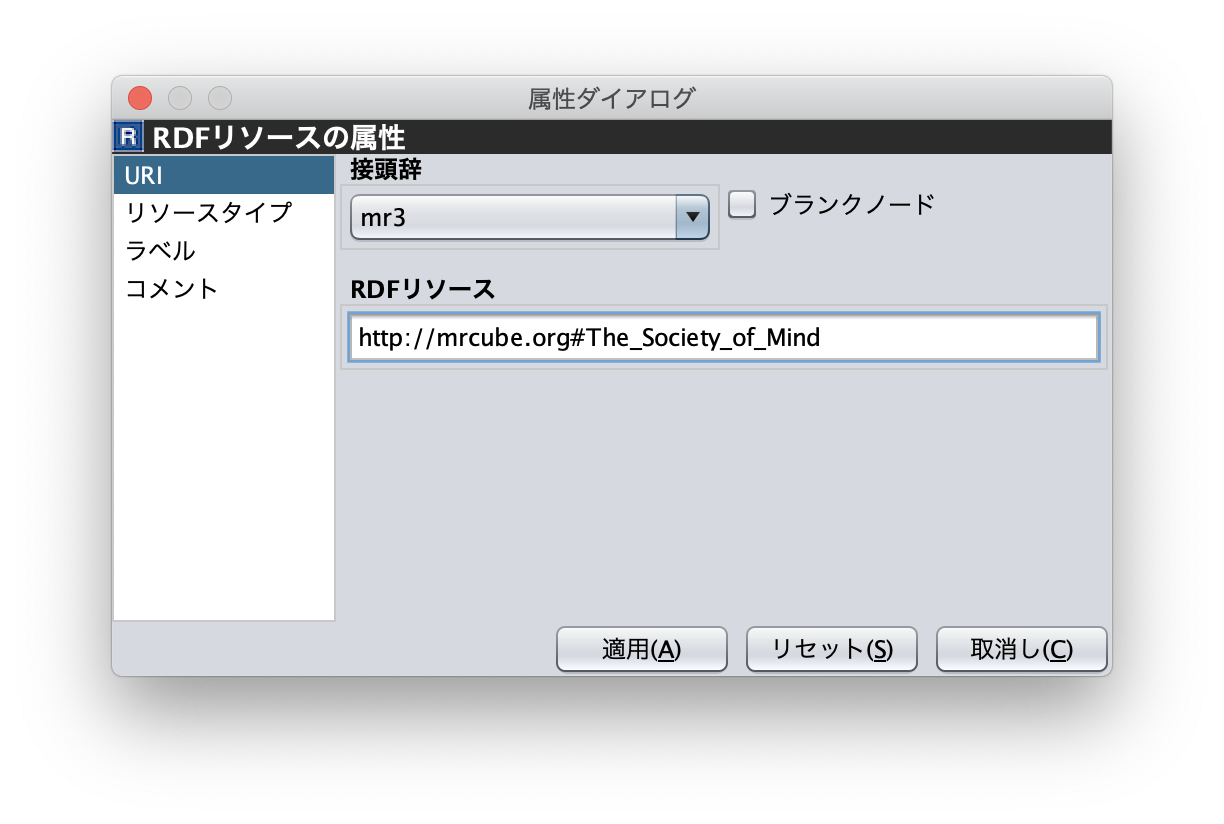 属性ダイアログ
R RDFリソースの属性
URI
リソースタイプ
ラベル
コメント
接頭辞
mr3
ブランクノード
RDFリソース
http://mrcube.org#The_Society_of_Mind
適用(A)
リセット(S)
取消し(C)